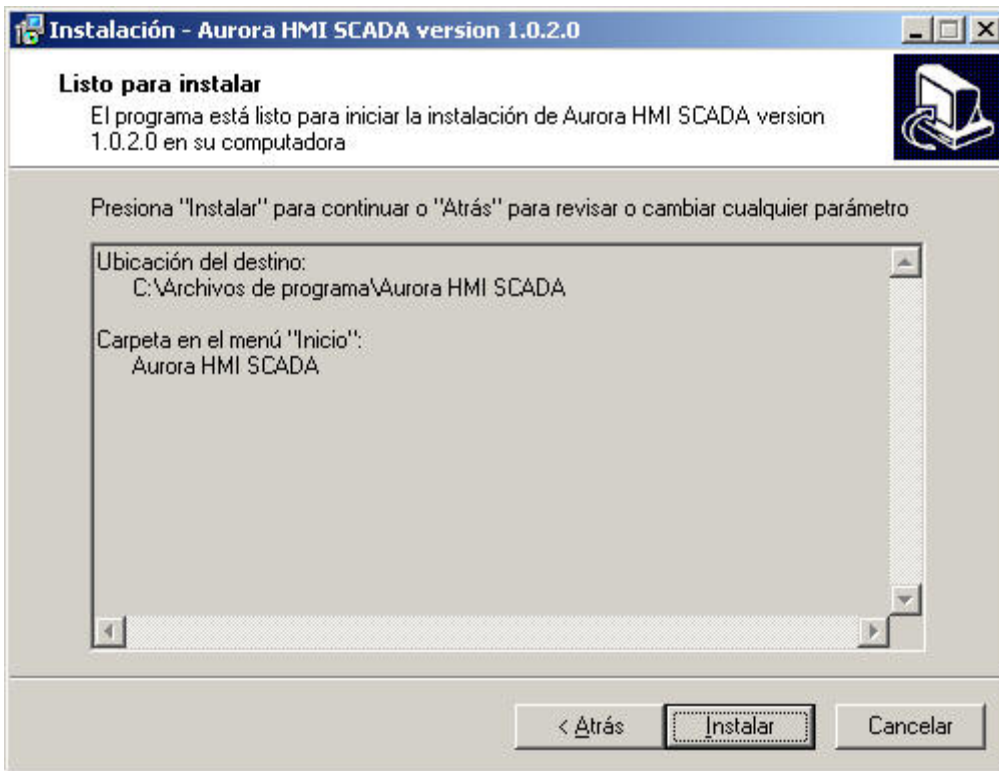 Instalación - Aurora HMI SCADA version 1.0.2.0
Listo para instalar
El programa está listo para iniciar la instalación de Aurora HMI SCADA version
1.0.2.0 en su computadora
Presiona "Instalar" para continuar o "Atrás" para revisar o cambiar cualquier parámetro
Ubicación del destino:
C:\Archivos de programa\Aurora HMI SCADA
Carpeta en el menú "Inicio":
Aurora HMI SCADA
< Atrás Instalar Cancelar